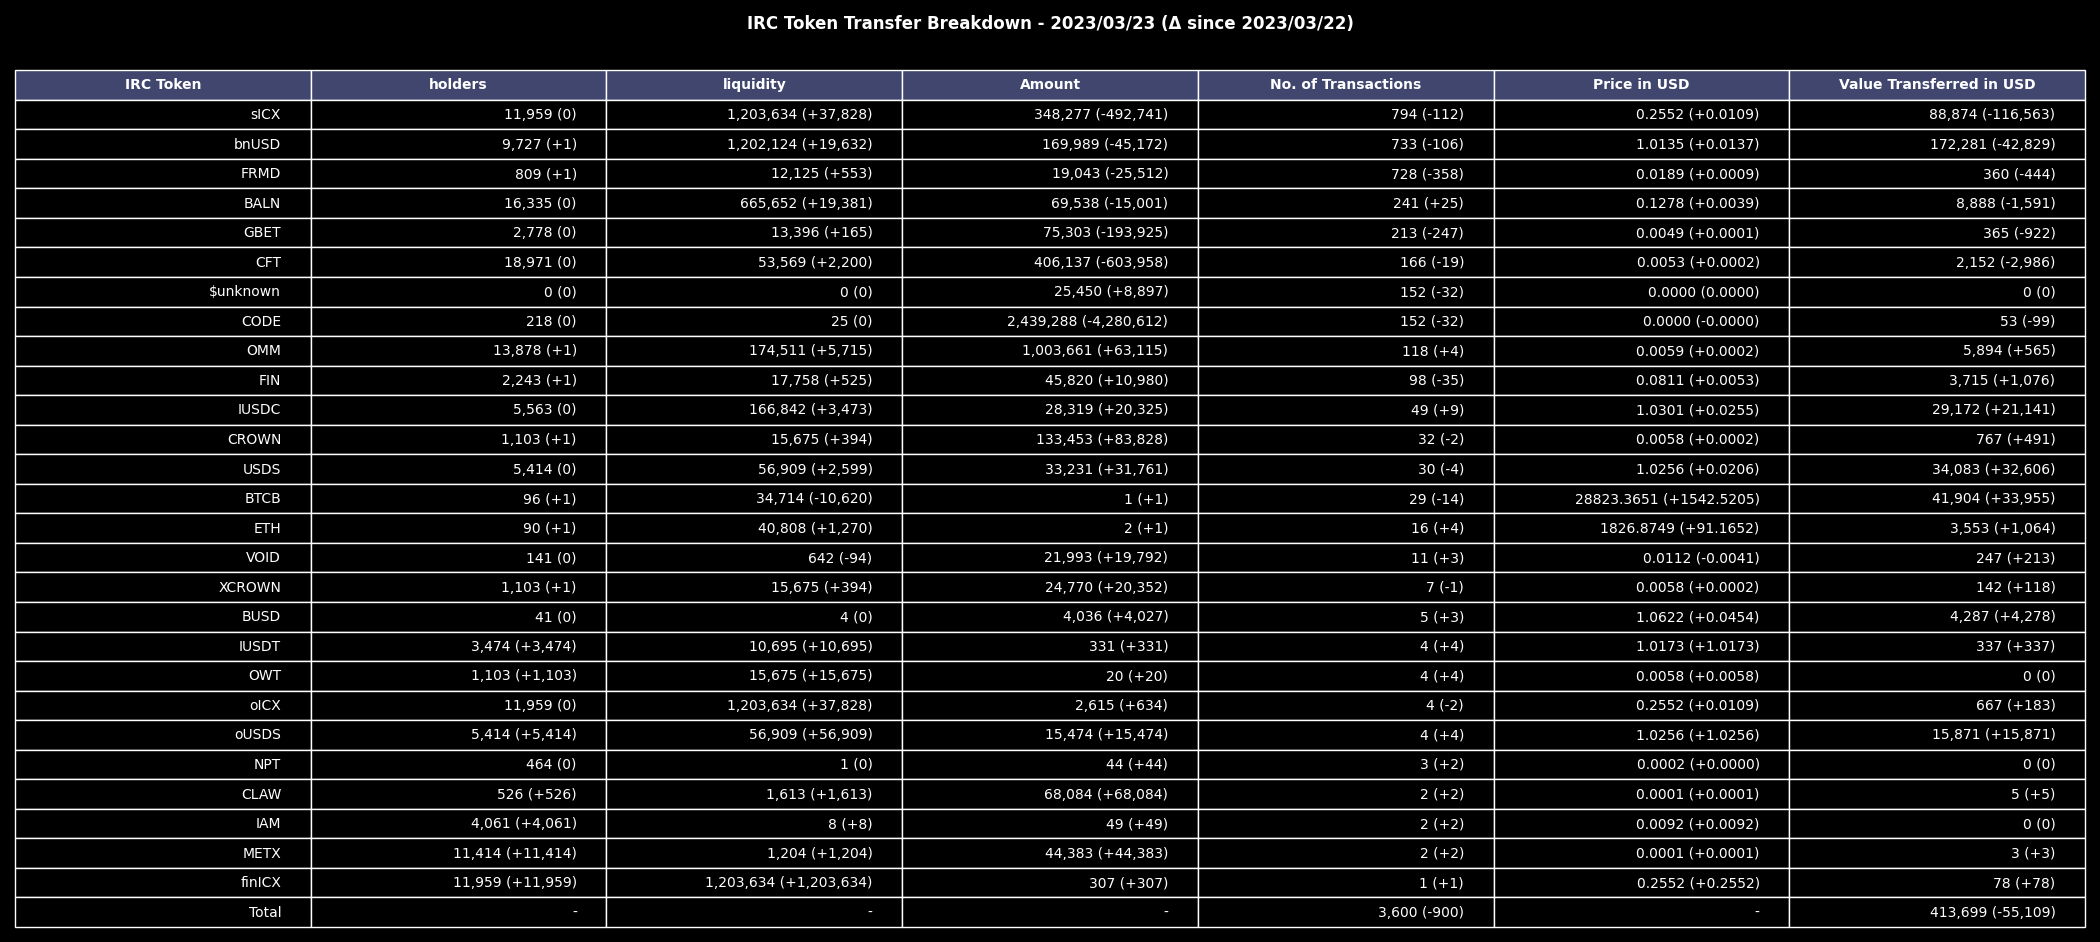 IRC Token Transfer Breakdown - 2023/03/23 (Δ since 2023/03/22)
IRC Token holders liquidity Amount No. of Transactions Price in USD Value Transferred in USD
sICX 11,959 (0) 1,203,634 (+37,828) 348,277 (-492,741) 794 (-112) 0.2552 (+0.0109) 88,874 (-116,563)
bnUSD 9,727 (+1) 1,202,124 (+19,632) 169,989 (-45,172) 733 (-106) 1.0135 (+0.0137) 172,281 (-42,829)
FRMD 809 (+1) 12,125 (+553) 19,043 (-25,512) 728 (-358) 0.0189 (+0.0009) 360 (-444)
BALN 16,335 (0) 665,652 (+19,381) 69,538 (-15,001) 241 (+25) 0.1278 (+0.0039) 8,888 (-1,591)
GBET 2,778 (0) 13,396 (+165) 75,303 (-193,925) 213 (-247) 0.0049 (+0.0001) 365 (-922)
CFT 18,971 (0) 53,569 (+2,200) 406,137 (-603,958) 166 (-19) 0.0053 (+0.0002) 2,152 (-2,986)
$unknown 0 (0) 0 (0) 25,450 (+8,897) 152 (-32) 0.0000 (0.0000) 0 (0)
CODE 218 (0) 25 (0) 2,439,288 (-4,280,612) 152 (-32) 0.0000 (-0.0000) 53 (-99)
OMM 13,878 (+1) 174,511 (+5,715) 1,003,661 (+63,115) 118 (+4) 0.0059 (+0.0002) 5,894 (+565)
FIN 2,243 (+1) 17,758 (+525) 45,820 (+10,980) 98 (-35) 0.0811 (+0.0053) 3,715 (+1,076)
IUSDC 5,563 (0) 166,842 (+3,473) 28,319 (+20,325) 49 (+9) 1.0301 (+0.0255) 29,172 (+21,141)
CROWN 1,103 (+1) 15,675 (+394) 133,453 (+83,828) 32 (-2) 0.0058 (+0.0002) 767 (+491)
USDS 5,414 (0) 56,909 (+2,599) 33,231 (+31,761) 30 (-4) 1.0256 (+0.0206) 34,083 (+32,606)
BTCB 96 (+1) 34,714 (-10,620) 1 (+1) 29 (-14) 28823.3651 (+1542.5205) 41,904 (+33,955)
ETH 90 (+1) 40,808 (+1,270) 2 (+1) 16 (+4) 1826.8749 (+91.1652) 3,553 (+1,064)
VOID 141 (0) 642 (-94) 21,993 (+19,792) 11 (+3) 0.0112 (-0.0041) 247 (+213)
XCROWN 1,103 (+1) 15,675 (+394) 24,770 (+20,352) 7 (-1) 0.0058 (+0.0002) 142 (+118)
BUSD 41 (0) 4 (0) 4,036 (+4,027) 5 (+3) 1.0622 (+0.0454) 4,287 (+4,278)
IUSDT 3,474 (+3,474) 10,695 (+10,695) 331 (+331) 4 (+4) 1.0173 (+1.0173) 337 (+337)
OWT 1,103 (+1,103) 15,675 (+15,675) 20 (+20) 4 (+4) 0.0058 (+0.0058) 0 (0)
oICX 11,959 (0) 1,203,634 (+37,828) 2,615 (+634) 4 (-2) 0.2552 (+0.0109) 667 (+183)
oUSDS 5,414 (+5,414) 56,909 (+56,909) 15,474 (+15,474) 4 (+4) 1.0256 (+1.0256) 15,871 (+15,871)
NPT 464 (0) 1 (0) 44 (+44) 3 (+2) 0.0002 (+0.0000) 0 (0)
CLAW 526 (+526) 1,613 (+1,613) 68,084 (+68,084) 2 (+2) 0.0001 (+0.0001) 5 (+5)
IAM 4,061 (+4,061) 8 (+8) 49 (+49) 2 (+2) 0.0092 (+0.0092) 0 (0)
METX 11,414 (+11,414) 1,204 (+1,204) 44,383 (+44,383) 2 (+2) 0.0001 (+0.0001) 3 (+3)
finICX 11,959 (+11,959) 1,203,634 (+1,203,634) 307 (+307) 1 (+1) 0.2552 (+0.2552) 78 (+78)
Total - - - 3,600 (-900) - 413,699 (-55,109)